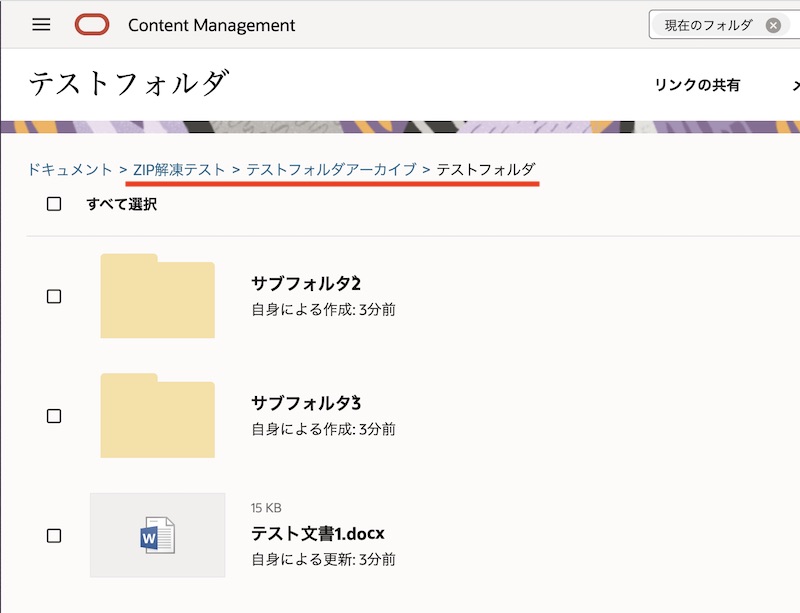 Content Management
現在のフォルダ
テストフォルダ
リンクの共有
ドキュメント > ZIP解凍テスト > テストフォルダアーカイブ > テストフォルダ
すべて選択
サブフォルダ2
自身による作成: 3分前
サブフォルダ3
自身による作成: 3分前
W
15 KB
テスト文書1.docx
自身による更新: 3分前